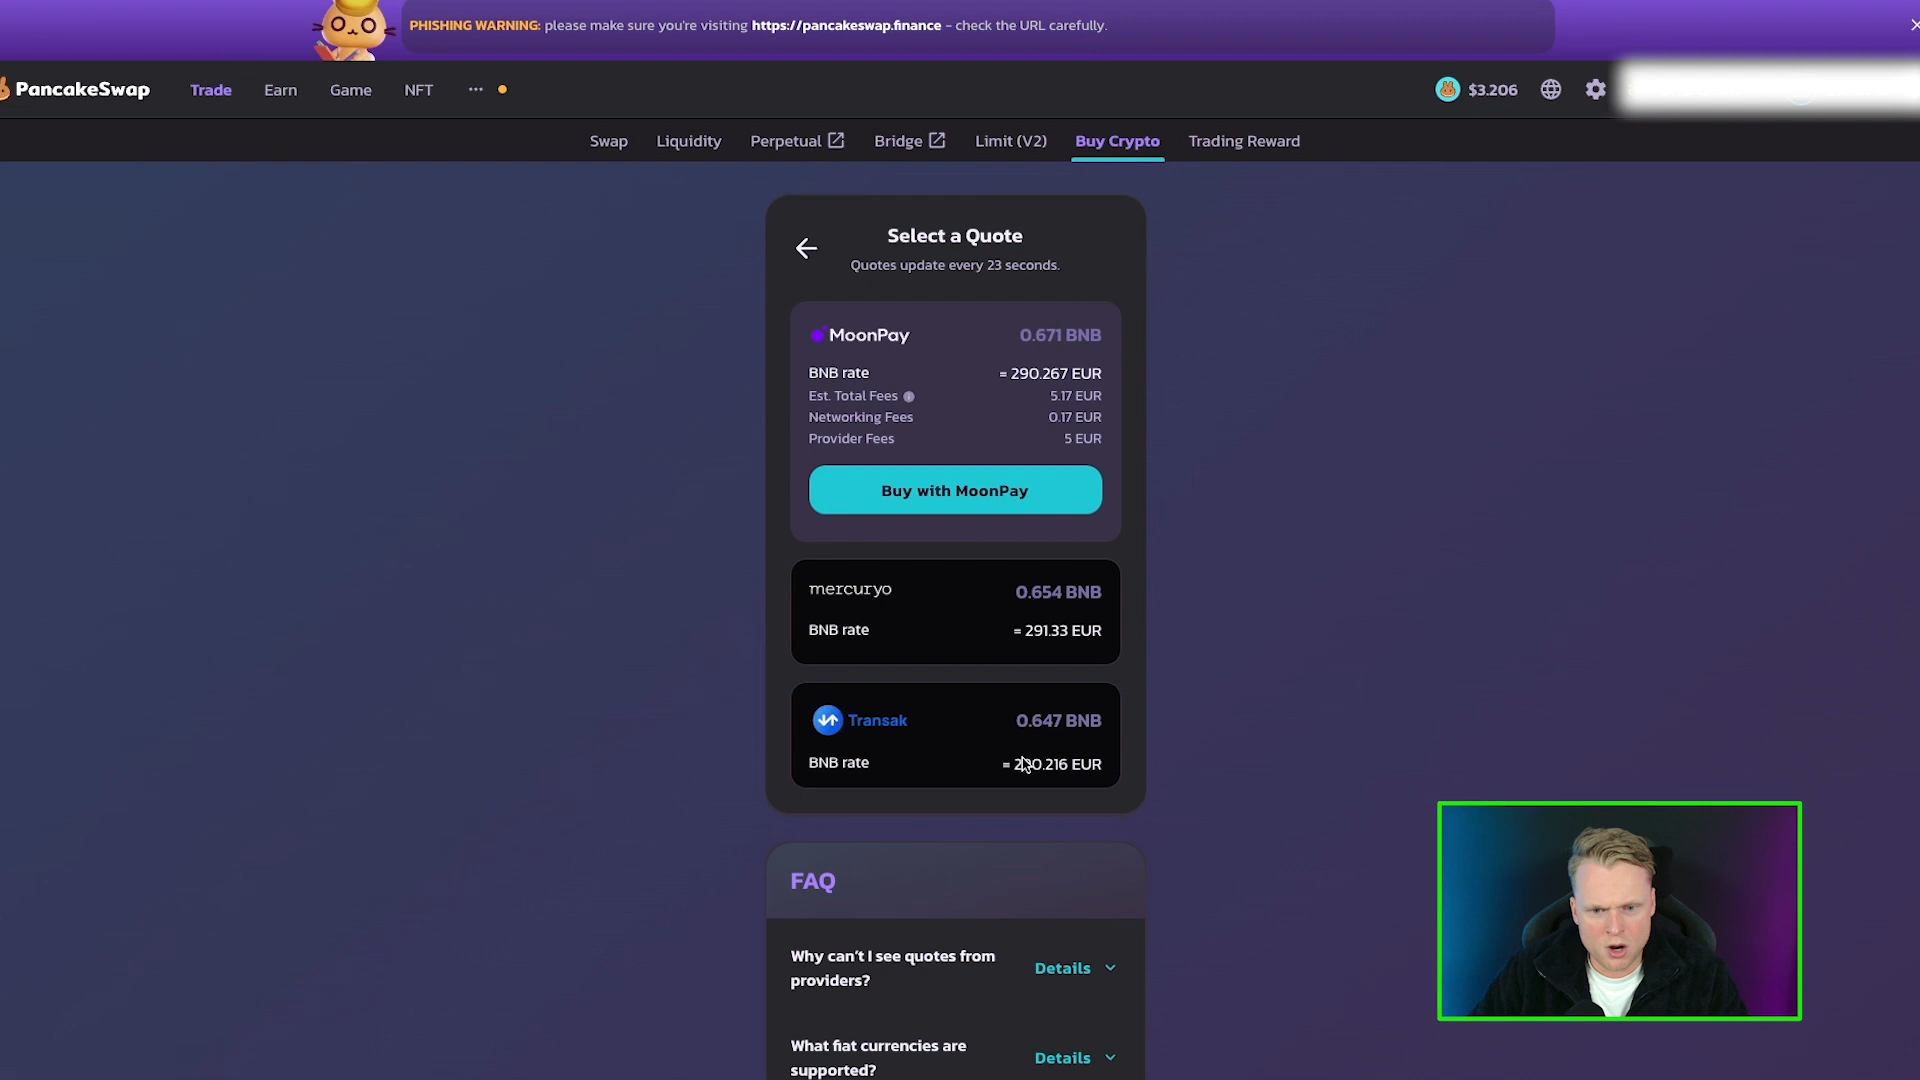 PHISHING WARNING: please make sure you're visiting https://pancakeswap.finance - check the URL carefully.
PancakeSwap Trade Earn Game NFT ··· $3.206
Swap Liquidity Perpetual Bridge Limit (V2) Buy Crypto Trading Reward
Select a Quote
Quotes update every 23 seconds.
MoonPay 0.671 BNB
BNB rate = 290.267 EUR
Est. Total Fees 5.17 EUR
Networking Fees 0.17 EUR
Provider Fees 5 EUR
Buy with MoonPay
mercuryo 0.654 BNB
BNB rate = 291.33 EUR
Transak 0.647 BNB
BNB rate = 290.216 EUR
FAQ
Why can't I see quotes from
providers?
Details
What fiat currencies are
supported?
Details